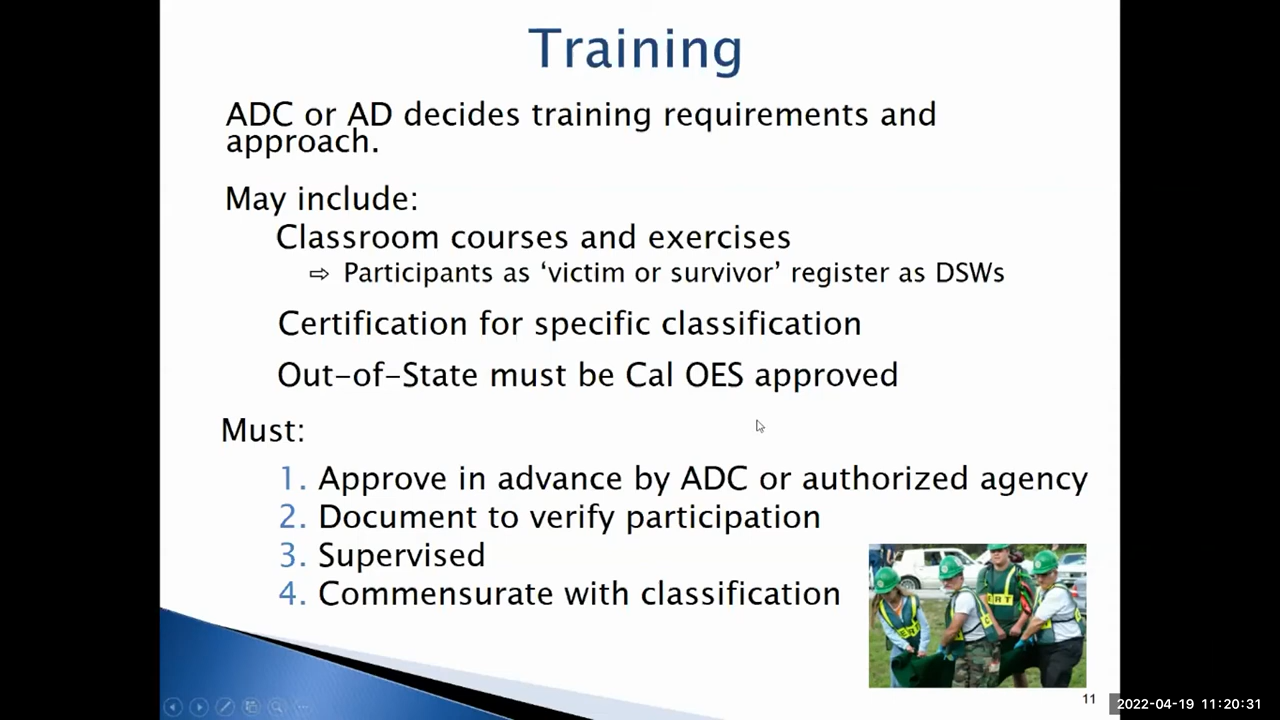 Training
ADC or AD decides training requirements and
approach.
May include:
Classroom courses and exercises
⇨ Participants as ‘victim or survivor’ register as DSWs
Certification for specific classification
Out-of-State must be Cal OES approved
Must:
1. Approve in advance by ADC or authorized agency
2. Document to verify participation
3. Supervised
4. Commensurate with classification
11
2022-04-19 11:20:31